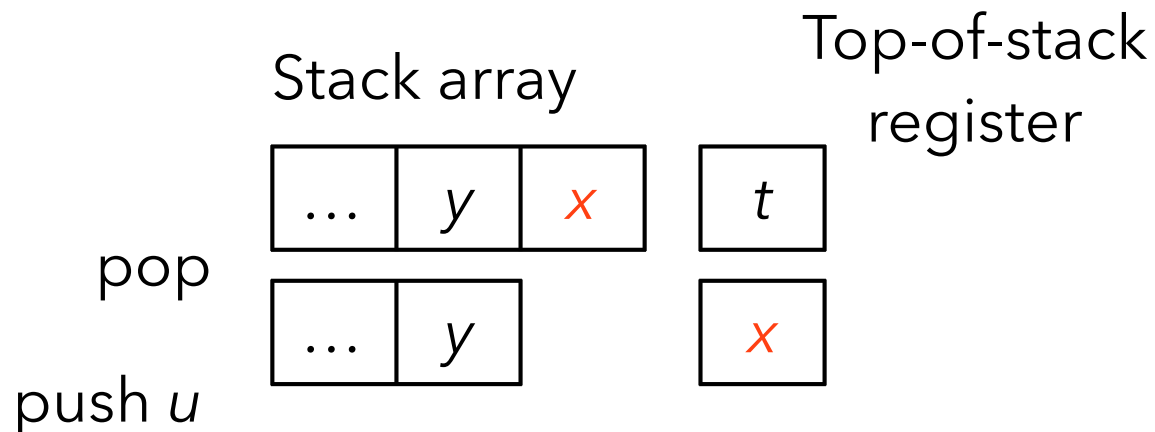 Stack array
Top-of-stack
register
… y x t
pop
… y x
push u